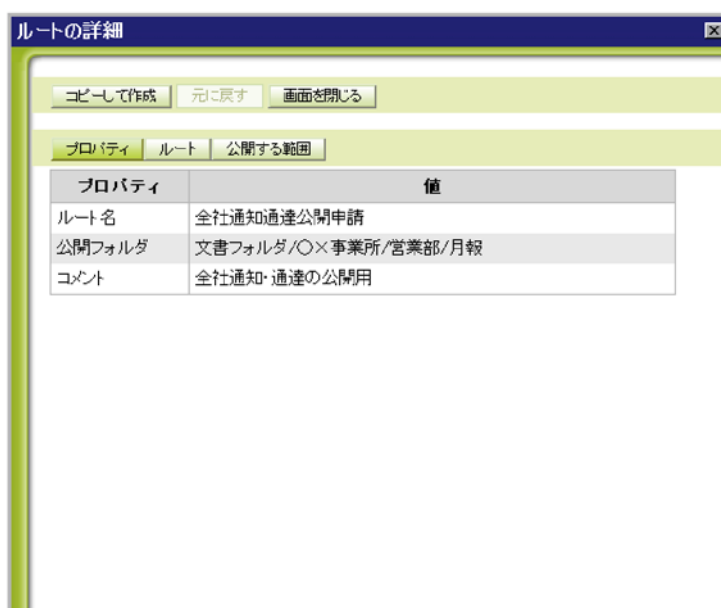 ルートの詳細
コピーして作成 元に戻す 画面を閉じる
プロパティ ルート 公開する範囲
プロパティ 値
ルート名 全社通知通達公開申請
公開フォルダ 文書フォルダ/○×事業所/営業部/月報
コメント 全社通知・通達の公開用